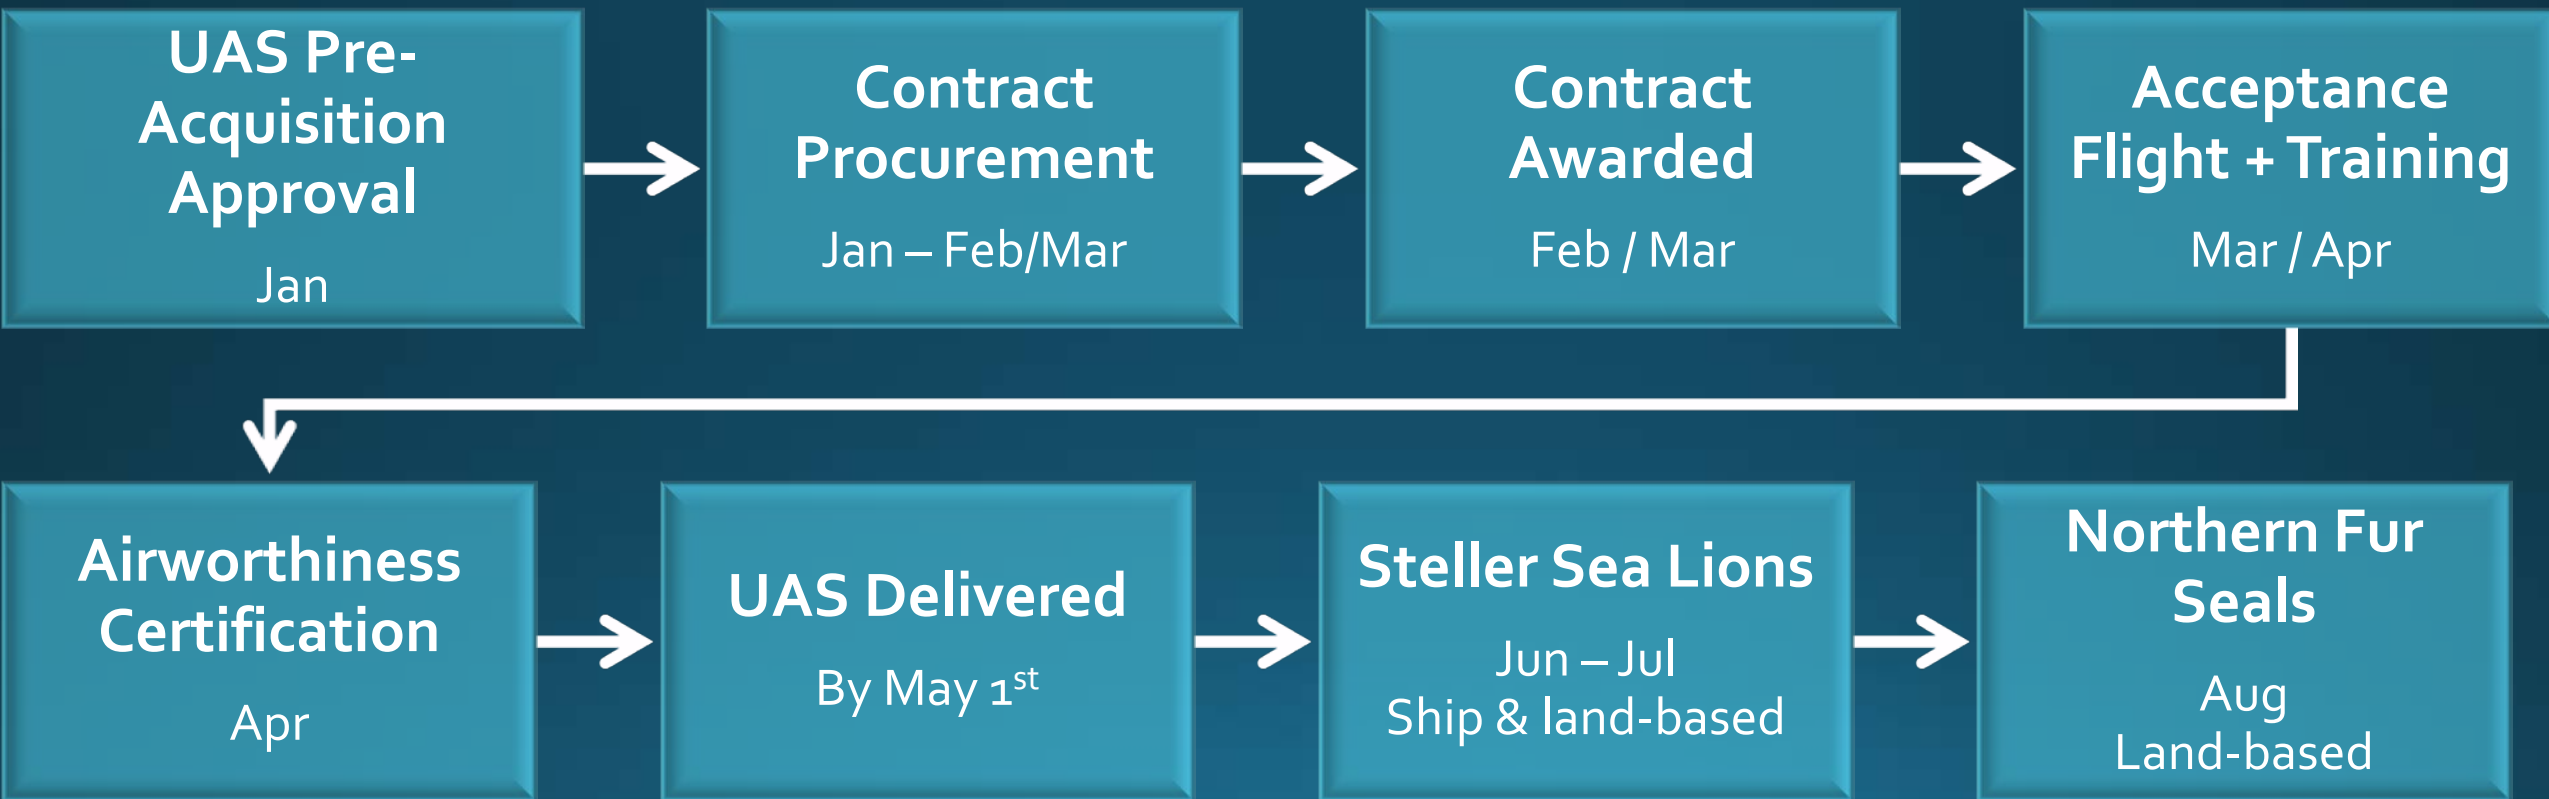 UAS Pre-
Acquisition
Approval
Jan
Contract
Procurement
Jan – Feb/Mar
Contract
Awarded
Feb / Mar
Acceptance
Flight + Training
Mar / Apr
Airworthiness
Certification
Apr
UAS Delivered
By May 1st
Steller Sea Lions
Jun – Jul
Ship & land-based
Northern Fur
Seals
Aug
Land-based